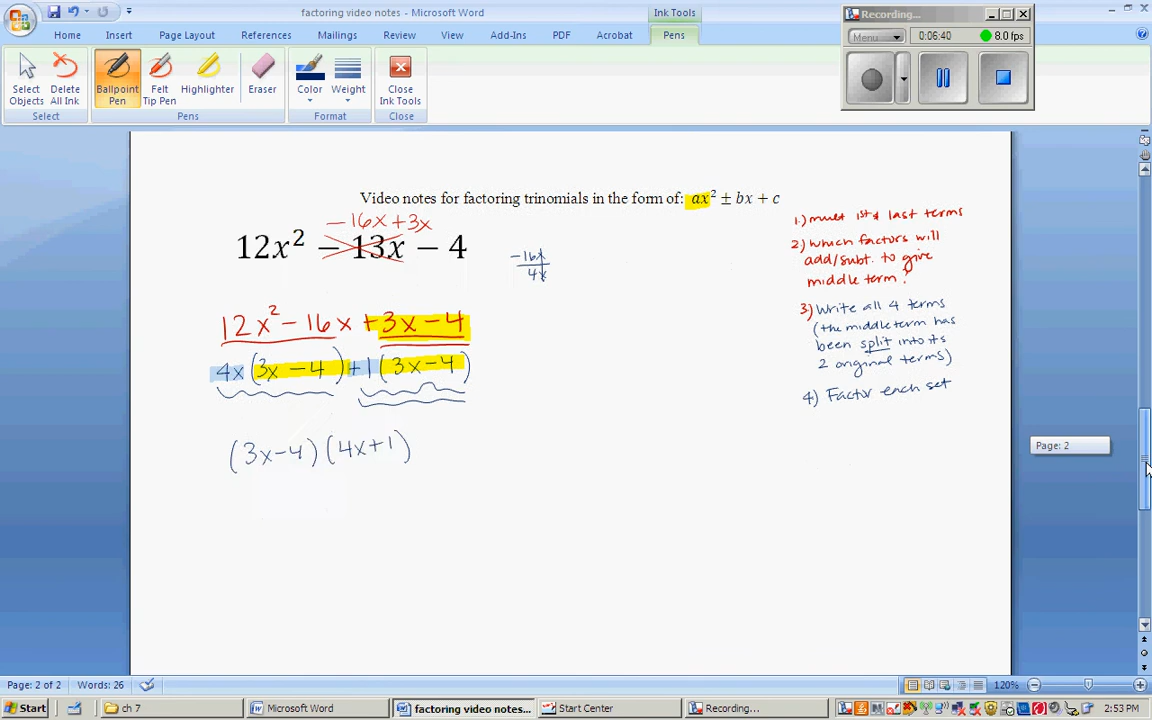 factoring video notes - Microsoft Word
Ink Tools
Recording...
Home Insert Page Layout References Mailings Review View Add-Ins PDF Acrobat Pens
Menu 0:06:40 8.0 fps
Select Objects
Delete All Ink
Ballpoint Pen
Felt Tip Pen
Highlighter
Eraser
Color
Weight
Close Ink Tools
Select Pens Format Close
Video notes for factoring trinomials in the form of: ax² ± bx + c
-16x+3x
12x² − 13x − 4
-16x
4x
12x² - 16x + 3x - 4
4x(3x-4)+1(3x-4)
(3x-4)(4x+1)
1.) mult 1st & last terms
2.) which factors will
add/subt. to give
middle term?
3) Write all 4 terms
(the middle term has
been split into its
2 original terms)
4) Factor each set
Page: 2
Page: 2 of 2 Words: 26 120%
Start ch 7 Microsoft Word factoring video notes... Start Center Recording... 2:53 PM